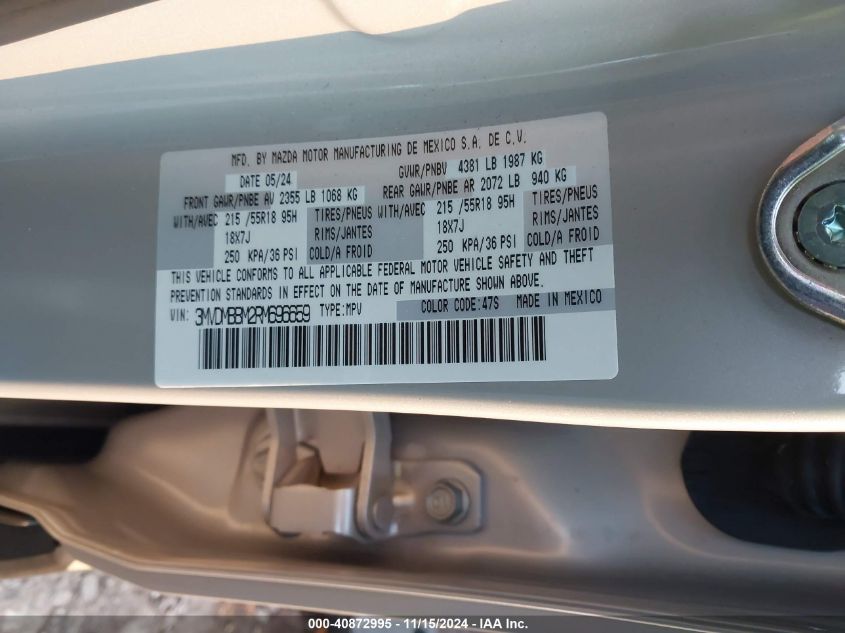 MFD. BY MAZDA MOTOR MANUFACTURING DE MEXICO S.A. DE C.V.
DATE 05/24 GVWR/PNBV 4381 LB 1987 KG
FRONT GAWR/PNBE AV 2355 LB 1068 KG REAR GAWR/PNBE AR 2072 LB 940 KG
WITH/AVEC 215 /55R18 95H TIRES/PNEUS WITH/AVEC 215 /55R18 95H TIRES/PNEUS
18X7J RIMS/JANTES 18X7J RIMS/JANTES
250 KPA/36 PSI COLD/A FROID 250 KPA/36 PSI COLD/A FROID
THIS VEHICLE CONFORMS TO ALL APPLICABLE FEDERAL MOTOR VEHICLE SAFETY AND THEFT
PREVENTION STANDARDS IN EFFECT ON THE DATE OF MANUFACTURE SHOWN ABOVE.
VIN: 3MVDMBBM2RM696659 TYPE:MPV COLOR CODE:47S MADE IN MEXICO
000-40872995 - 11/15/2024 - IAA Inc.